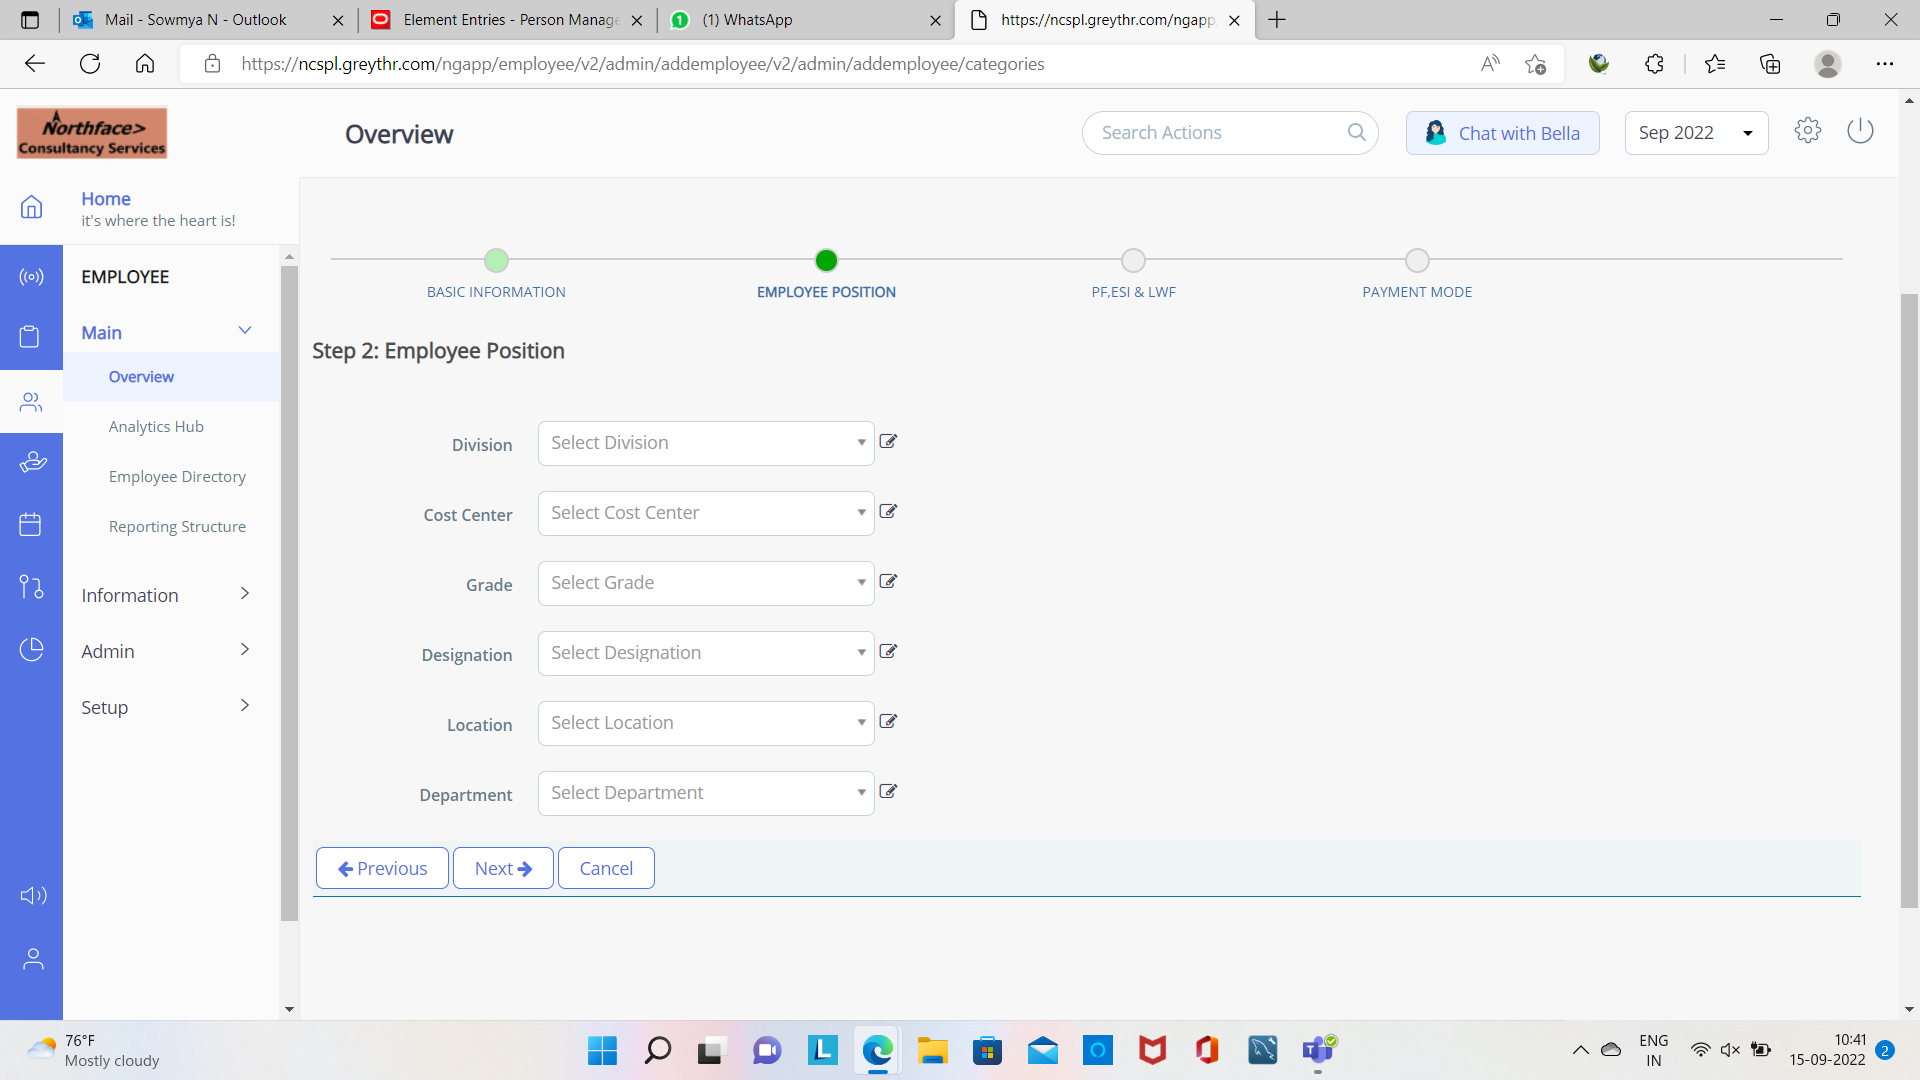 Mail - Sowmya N - Outlook
Element Entries - Person Manage
1
(1) WhatsApp
https://ncspl.greythr.com/ngapp
https://ncspl.greythr.com/ngapp/employee/v2/admin/addemployee/v2/admin/addemployee/categories
Northface>
Consultancy Services
Overview
Search Actions
Chat with Bella
Sep 2022
Home
it's where the heart is!
EMPLOYEE
Main
Overview
Analytics Hub
Employee Directory
Reporting Structure
Information
Admin
Setup
BASIC INFORMATION
EMPLOYEE POSITION
PF,ESI & LWF
PAYMENT MODE
Step 2: Employee Position
Division
Select Division
Cost Center
Select Cost Center
Grade
Select Grade
Designation
Select Designation
Location
Select Location
Department
Select Department
Previous
Next
Cancel
76°F
Mostly cloudy
ENG
IN
10:41
15-09-2022
2